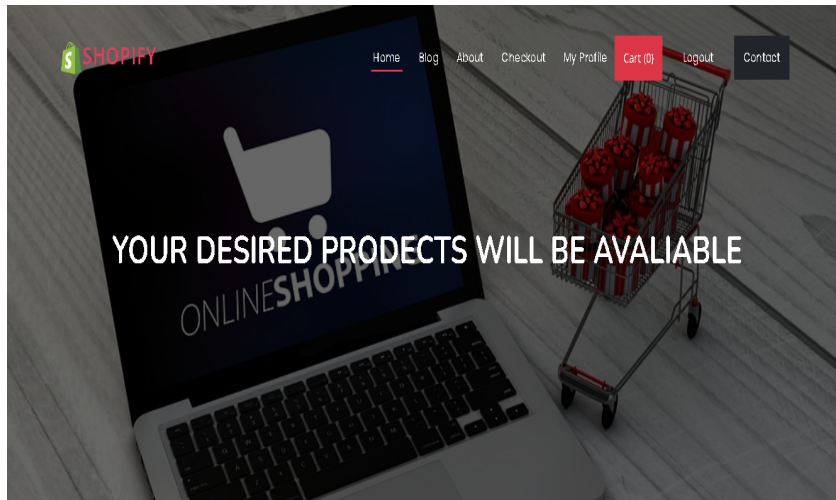 SHOPIFY
Home Blog About Checkout My Profile Cart (0) Logout Contact
YOUR DESIRED PRODECTS WILL BE AVALIABLE
ONLINESHOPPING